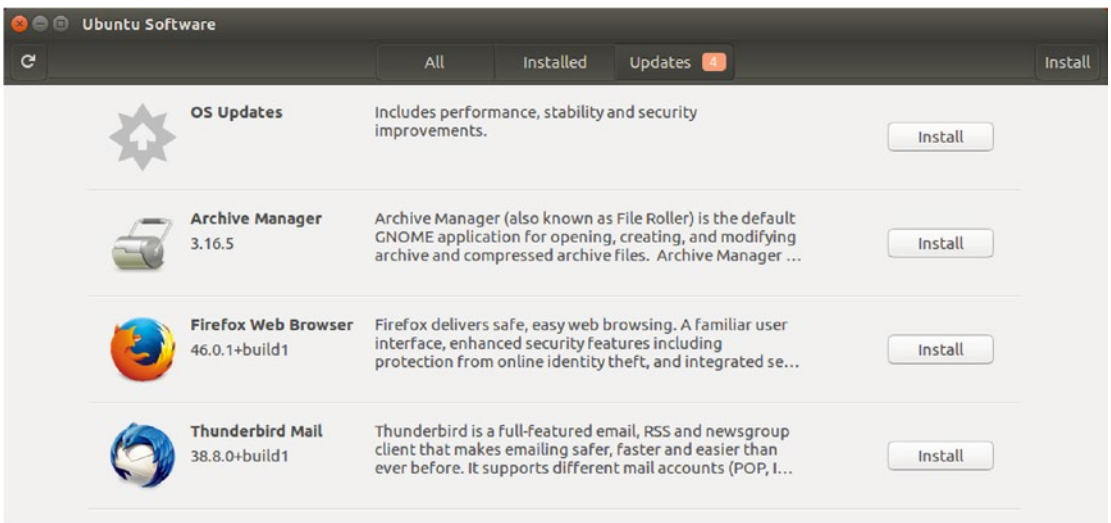 Ubuntu Software
All
Installed
Updates 4
Install
OS Updates
Includes performance, stability and security
improvements.
Install
Archive Manager
3.16.5
Archive Manager (also known as File Roller) is the default
GNOME application for opening, creating, and modifying
archive and compressed archive files.  Archive Manager ...
Install
Firefox Web Browser
46.0.1+build1
Firefox delivers safe, easy web browsing. A familiar user
interface, enhanced security features including
protection from online identity theft, and integrated se...
Install
Thunderbird Mail
38.8.0+build1
Thunderbird is a full-featured email, RSS and newsgroup
client that makes emailing safer, faster and easier than
ever before. It supports different mail accounts (POP, I...
Install